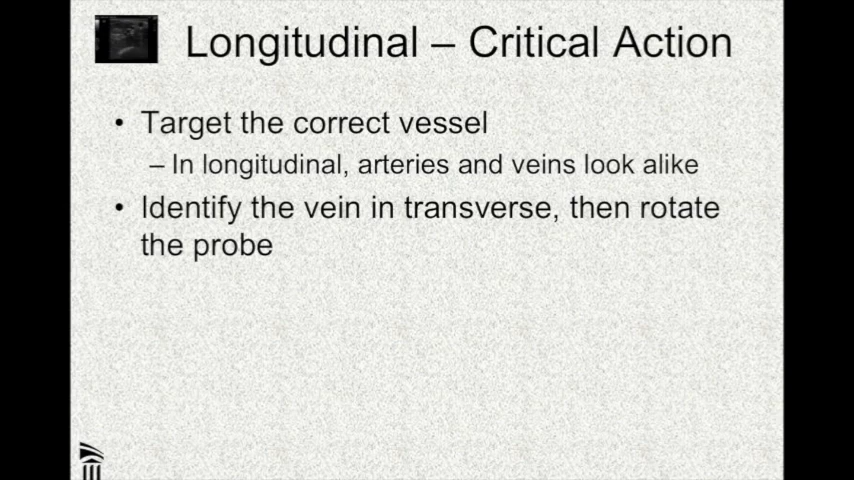 Longitudinal – Critical Action
• Target the correct vessel
– In longitudinal, arteries and veins look alike
• Identify the vein in transverse, then rotate
the probe